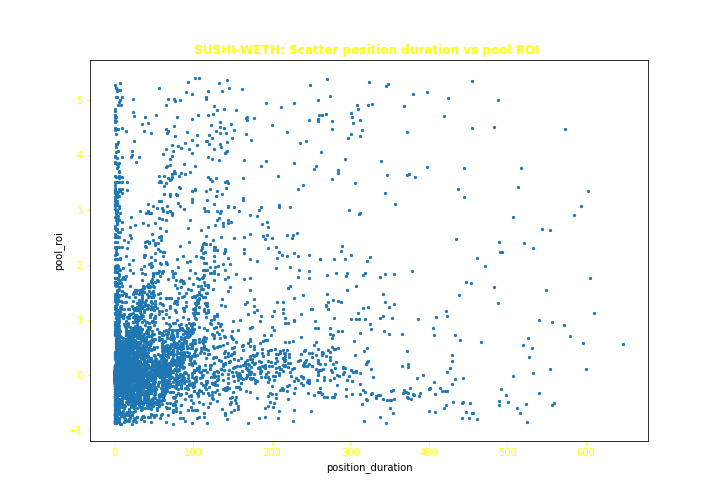 SUSHI-WETH: Scatter position duration vs pool ROI
5
4
3
2
1
0
−1
pool_roi
0 100 200 300 400 500 600
position_duration